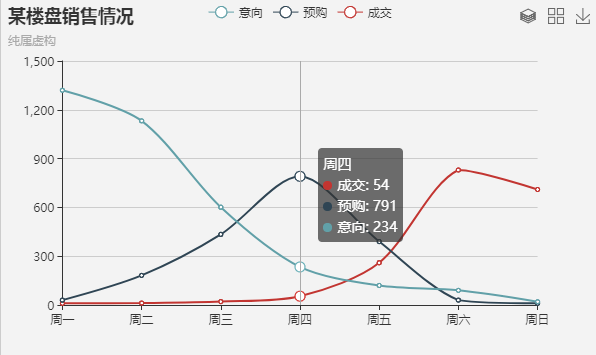 某楼盘销售情况
意向 预购 成交
纯属虚构
1,500
1,200
900
600
300
0
周四
成交: 54
预购: 791
意向: 234
周一 周二 周三 周四 周五 周六 周日